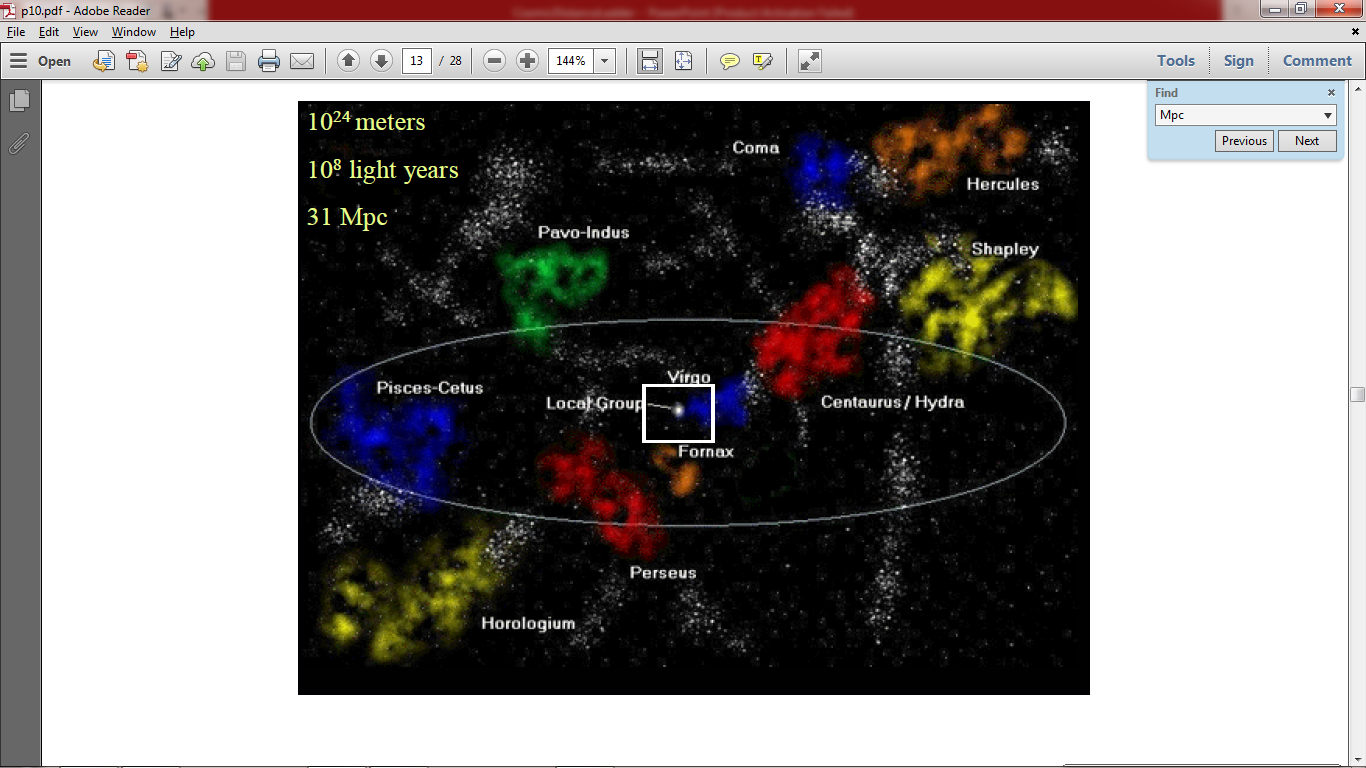 p10.pdf - Adobe Reader
File Edit View Window Help
Open 13 / 28 144% Tools Sign Comment
Find
Mpc
Previous Next
10²⁴ meters
10⁸ light years
31 Mpc
Coma
Hercules
Pavo-Indus
Shapley
Virgo
Pisces-Cetus
Local Group
Centaurus / Hydra
Fornax
Perseus
Horologium